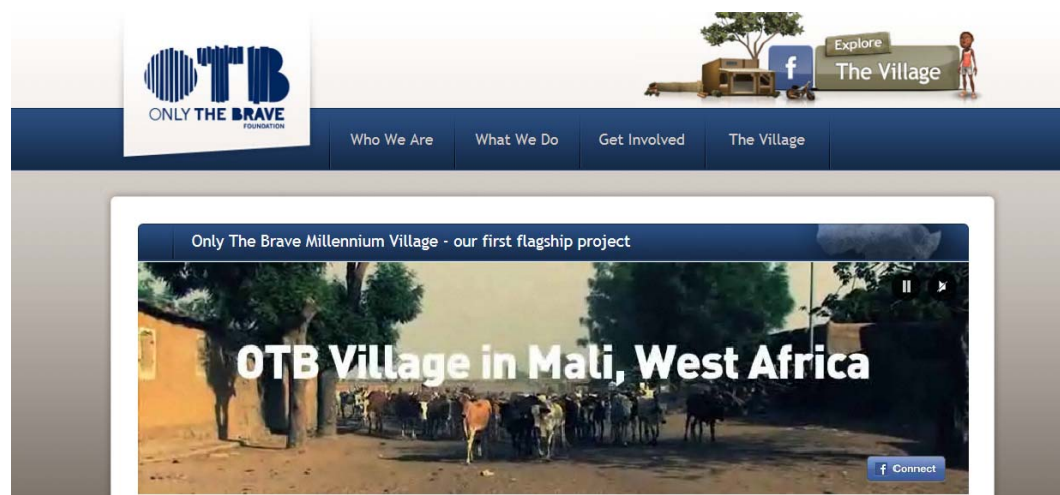 OTB
ONLY THE BRAVE
FOUNDATION
f
Explore
The Village
Who We Are
What We Do
Get Involved
The Village
Only The Brave Millennium Village - our first flagship project
OTB Village in Mali, West Africa
f Connect